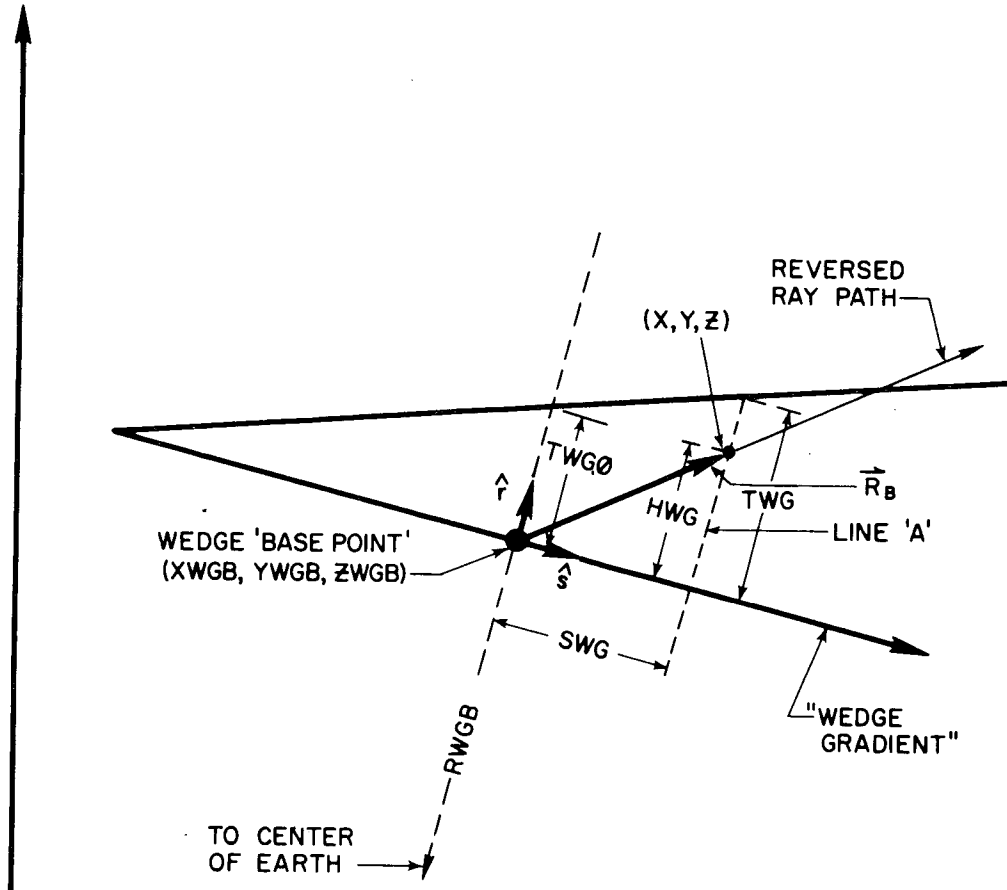 REVERSED
RAY PATH
(X, Y, Z)
TWGØ
r̂
HWG
TWG
R⃗B
LINE 'A'
WEDGE 'BASE POINT'
(XWGB, YWGB, ZWGB)
ŝ
SWG
"WEDGE
GRADIENT"
RWGB
TO CENTER
OF EARTH